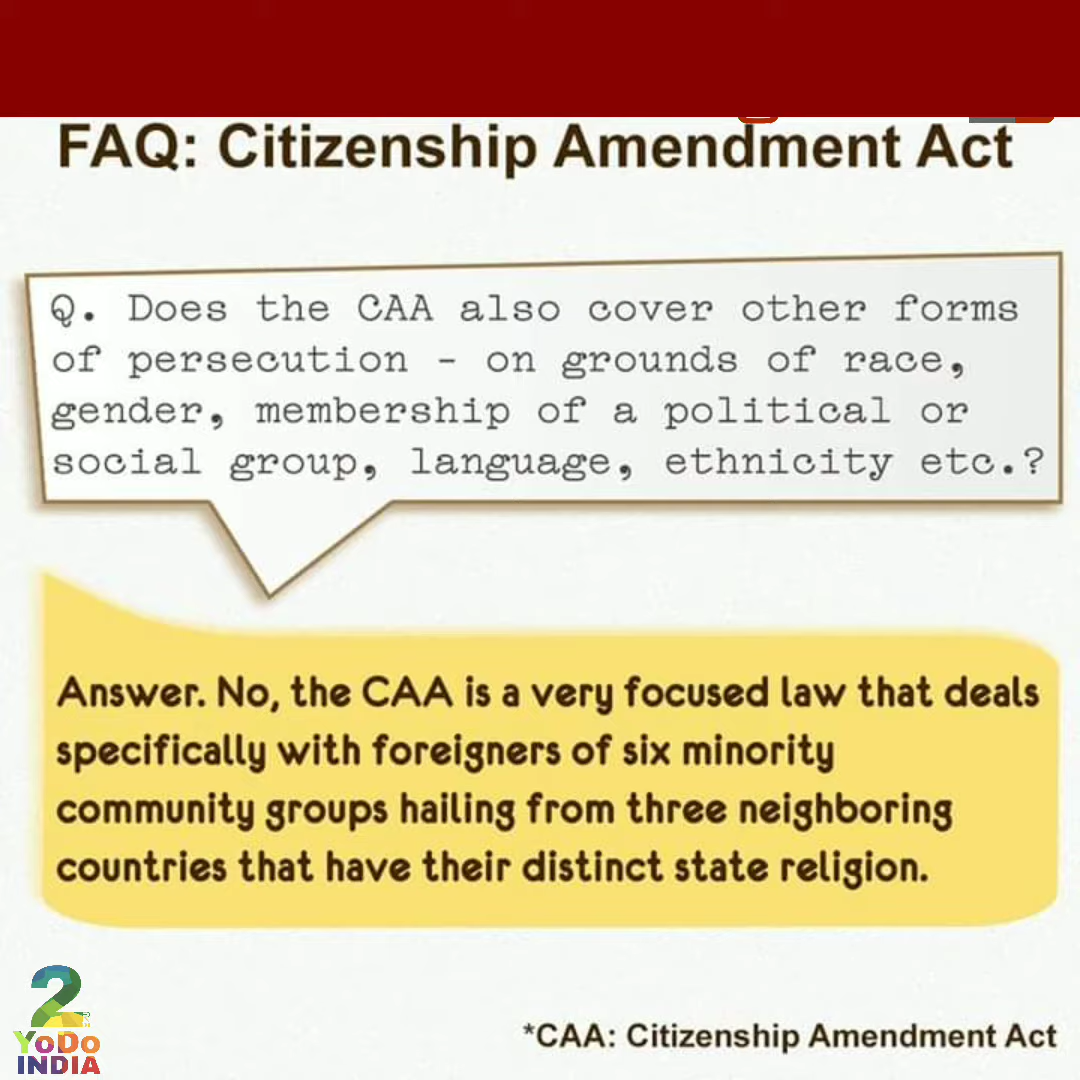 FAQ: Citizenship Amendment Act
Q. Does the CAA also cover other forms
of persecution - on grounds of race,
gender, membership of a political or
social group, language, ethnicity etc.?
Answer. No, the CAA is a very focused law that deals
specifically with foreigners of six minority
community groups hailing from three neighboring
countries that have their distinct state religion.
2
YoDo
INDIA
*CAA: Citizenship Amendment Act